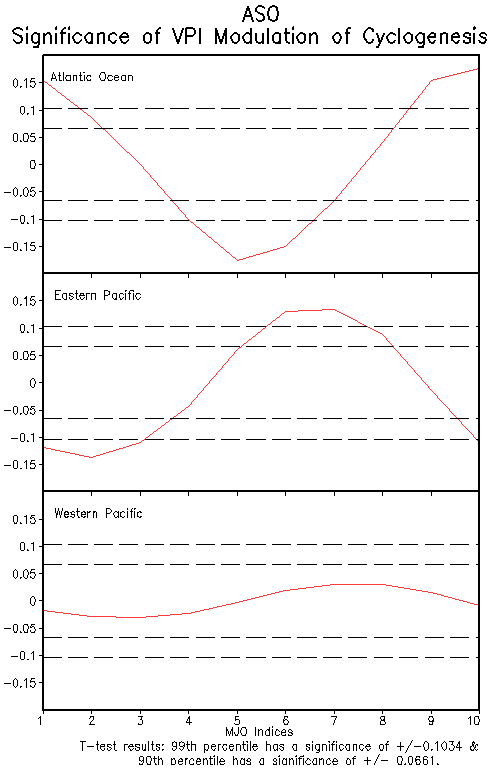 ASO
Significance of VPI Modulation of Cyclogenesis
Atlantic Ocean
0.15
0.1
0.05
0
-0.05
-0.1
-0.15
Eastern Pacific
0.15
0.1
0.05
0
-0.05
-0.1
-0.15
Western Pacific
0.15
0.1
0.05
0
-0.05
-0.1
-0.15
1 2 3 4 5 6 7 8 9 10
MJO Indices
T-test results: 99th percentile has a significance of +/-0.1034 &
90th percentile has a significance of +/- 0.0661.